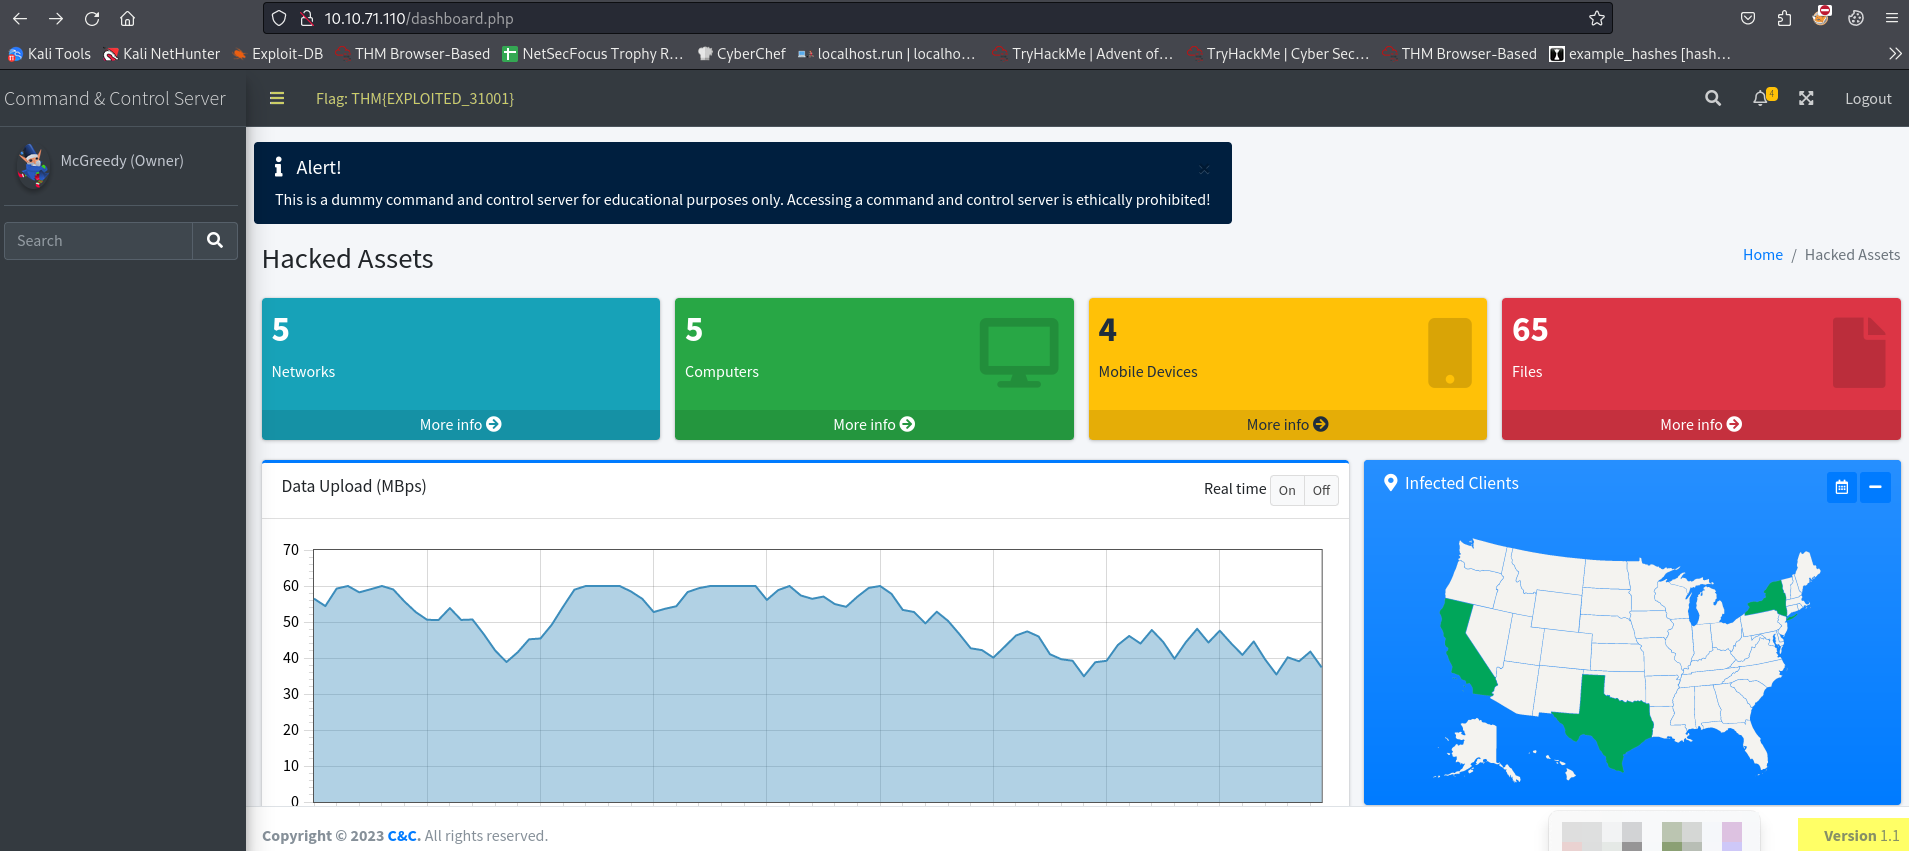 10.10.71.110/dashboard.php
Kali Tools Kali NetHunter Exploit-DB THM Browser-Based NetSecFocus Trophy R... CyberChef localhost.run | localho... TryHackMe | Advent of... TryHackMe | Cyber Sec... THM Browser-Based example_hashes [hash...
Command & Control Server
Flag: THM{EXPLOITED_31001}
4
Logout
McGreedy (Owner)
Search
Alert!
×
This is a dummy command and control server for educational purposes only. Accessing a command and control server is ethically prohibited!
Hacked Assets
Home / Hacked Assets
5
Networks
More info
5
Computers
More info
4
Mobile Devices
More info
65
Files
More info
Data Upload (MBps)
Real time On Off
70
60
50
40
30
20
10
0
Infected Clients
Copyright © 2023 C&C. All rights reserved.
Version 1.1